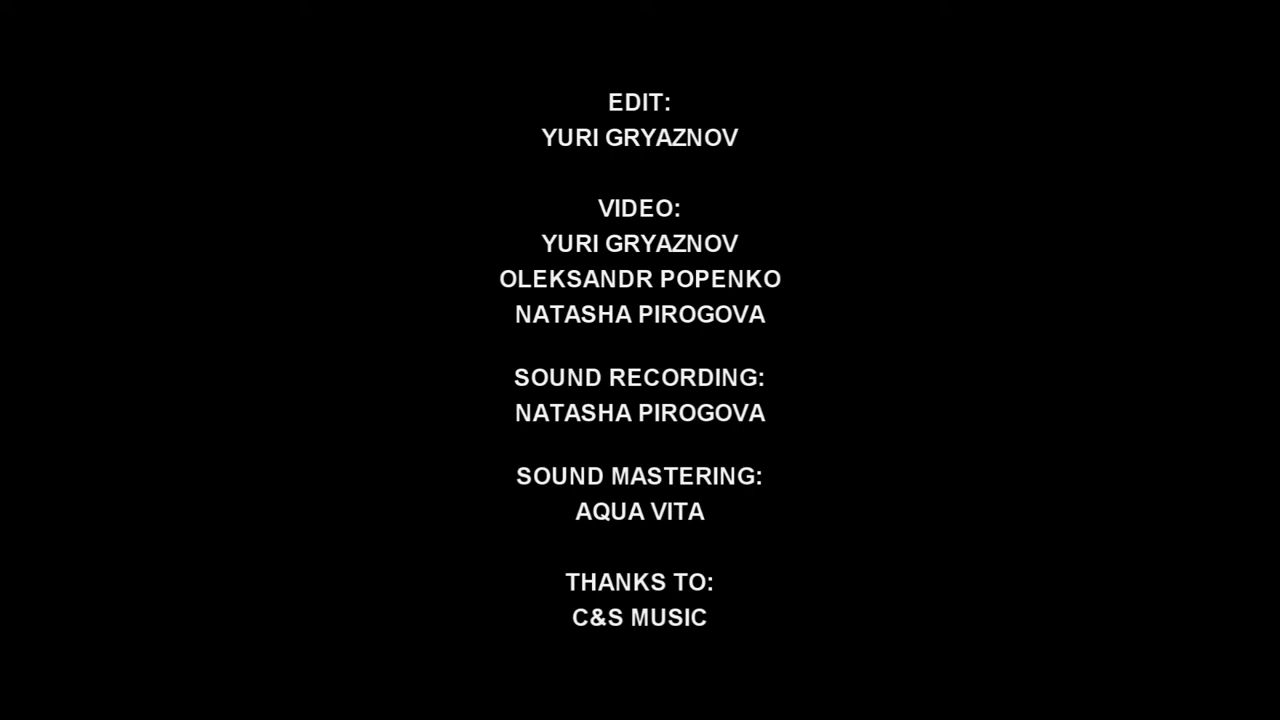 EDIT:
YURI GRYAZNOV
VIDEO:
YURI GRYAZNOV
OLEKSANDR POPENKO
NATASHA PIROGOVA
SOUND RECORDING:
NATASHA PIROGOVA
SOUND MASTERING:
AQUA VITA
THANKS TO:
C&S MUSIC